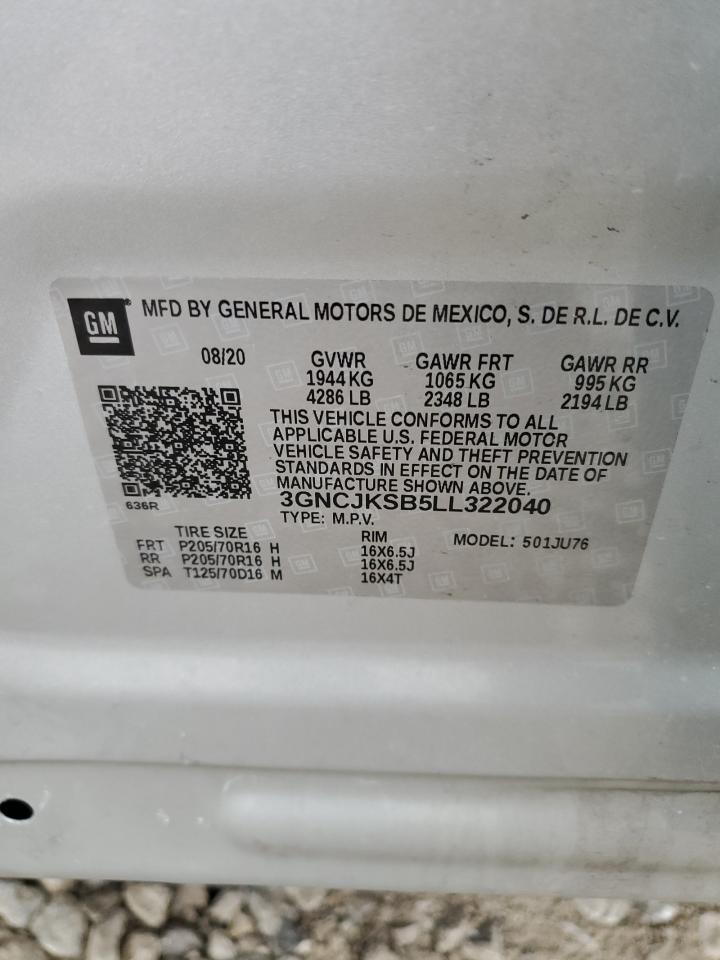 GM
MFD BY GENERAL MOTORS DE MEXICO, S. DE R.L. DE C.V.
08/20 GVWR GAWR FRT GAWR RR
1944 KG 1065 KG 995 KG
4286 LB 2348 LB 2194 LB
THIS VEHICLE CONFORMS TO ALL
APPLICABLE U.S. FEDERAL MOTOR
VEHICLE SAFETY AND THEFT PREVENTION
STANDARDS IN EFFECT ON THE DATE OF
MANUFACTURE SHOWN ABOVE.
636R 3GNCJKSB5LL322040
TYPE: M.P.V.
TIRE SIZE RIM MODEL: 501JU76
FRT P205/70R16 H 16X6.5J
RR P205/70R16 H 16X6.5J
SPA T125/70D16 M 16X4T